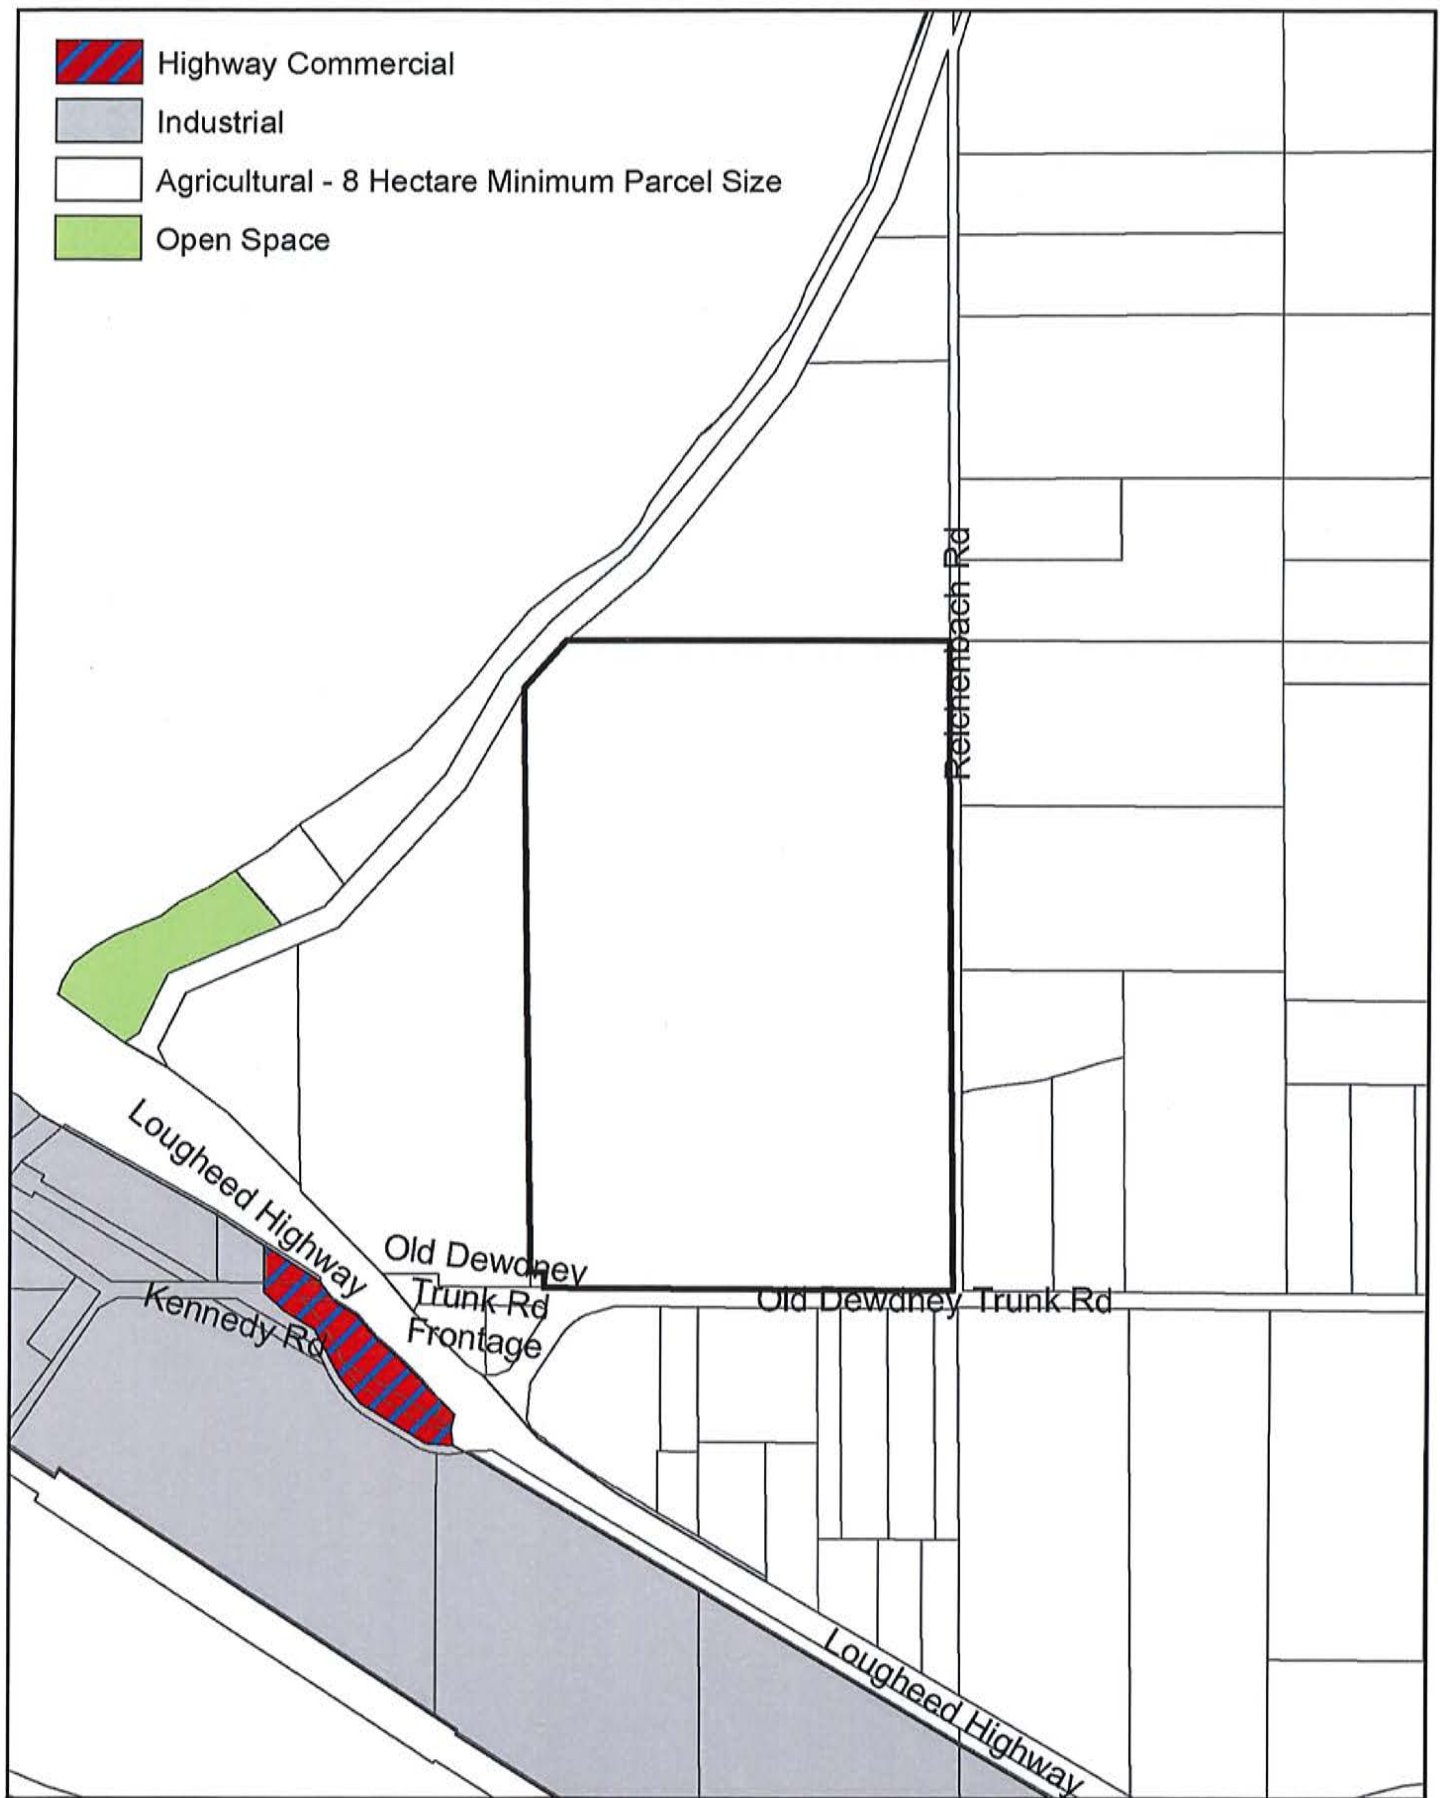 Highway Commercial
Industrial
Agricultural - 8 Hectare Minimum Parcel Size
Open Space
Reichenbach Rd
Lougheed Highway
Old Dewdney
Trunk Rd
Frontage
Kennedy Rd
Old Dewdney Trunk Rd
Lougheed Highway